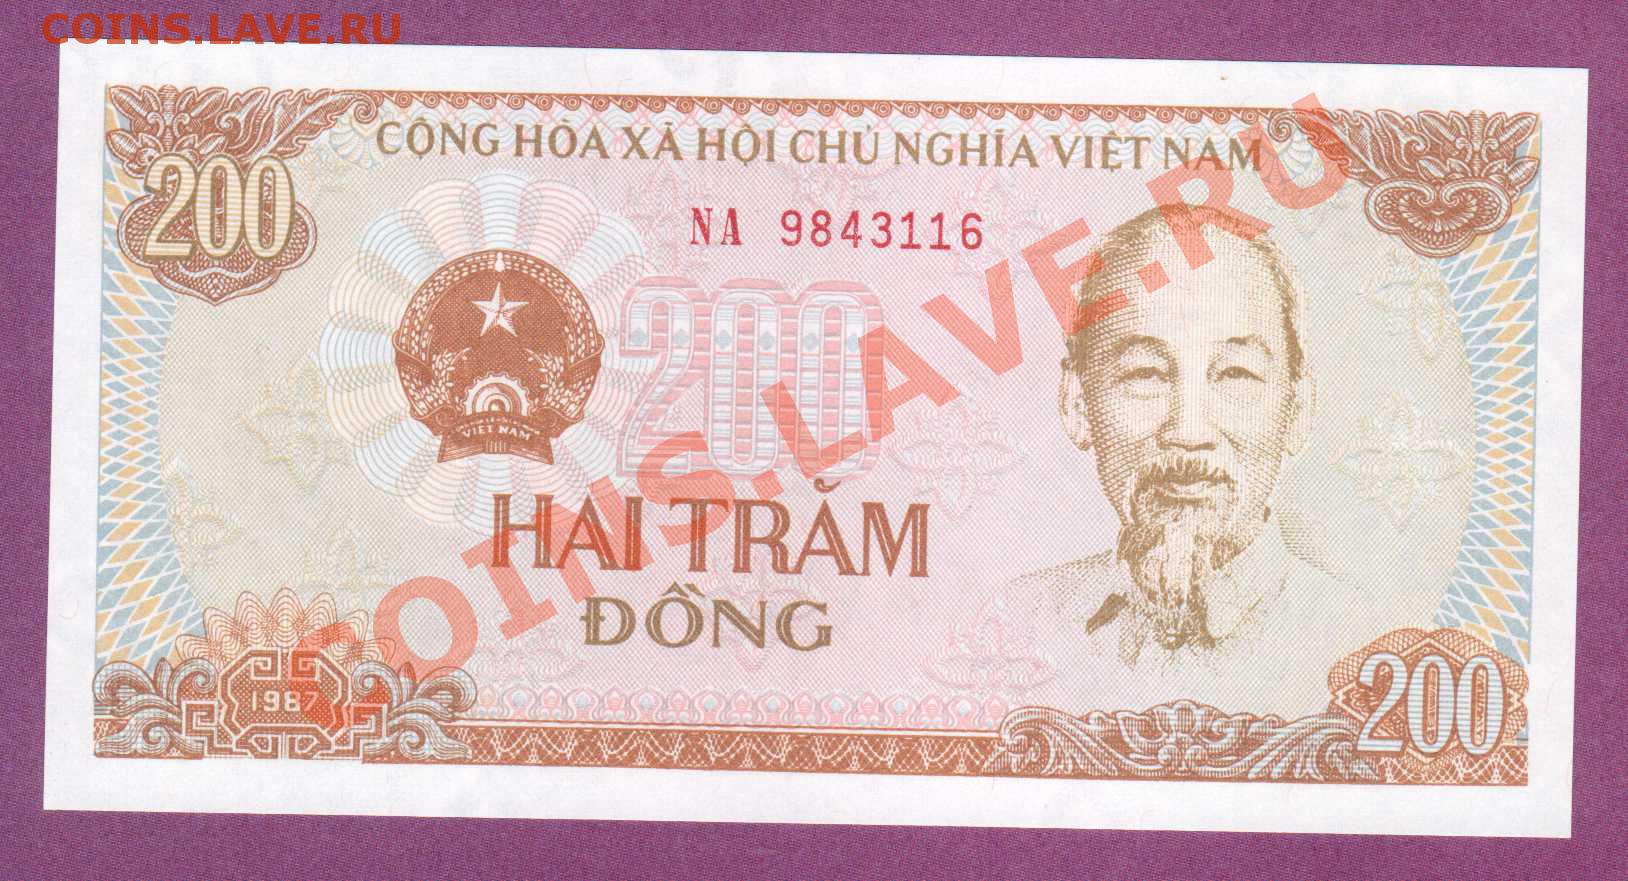 COINS.LAVE.RU
CỘNG HÒA XÃ HỘI CHỦ NGHĨA VIỆT NAM
200
NA 9843116
200
VIỆT NAM
COINS.LAVE.RU
HAI TRĂM
ĐỒNG
1987
200